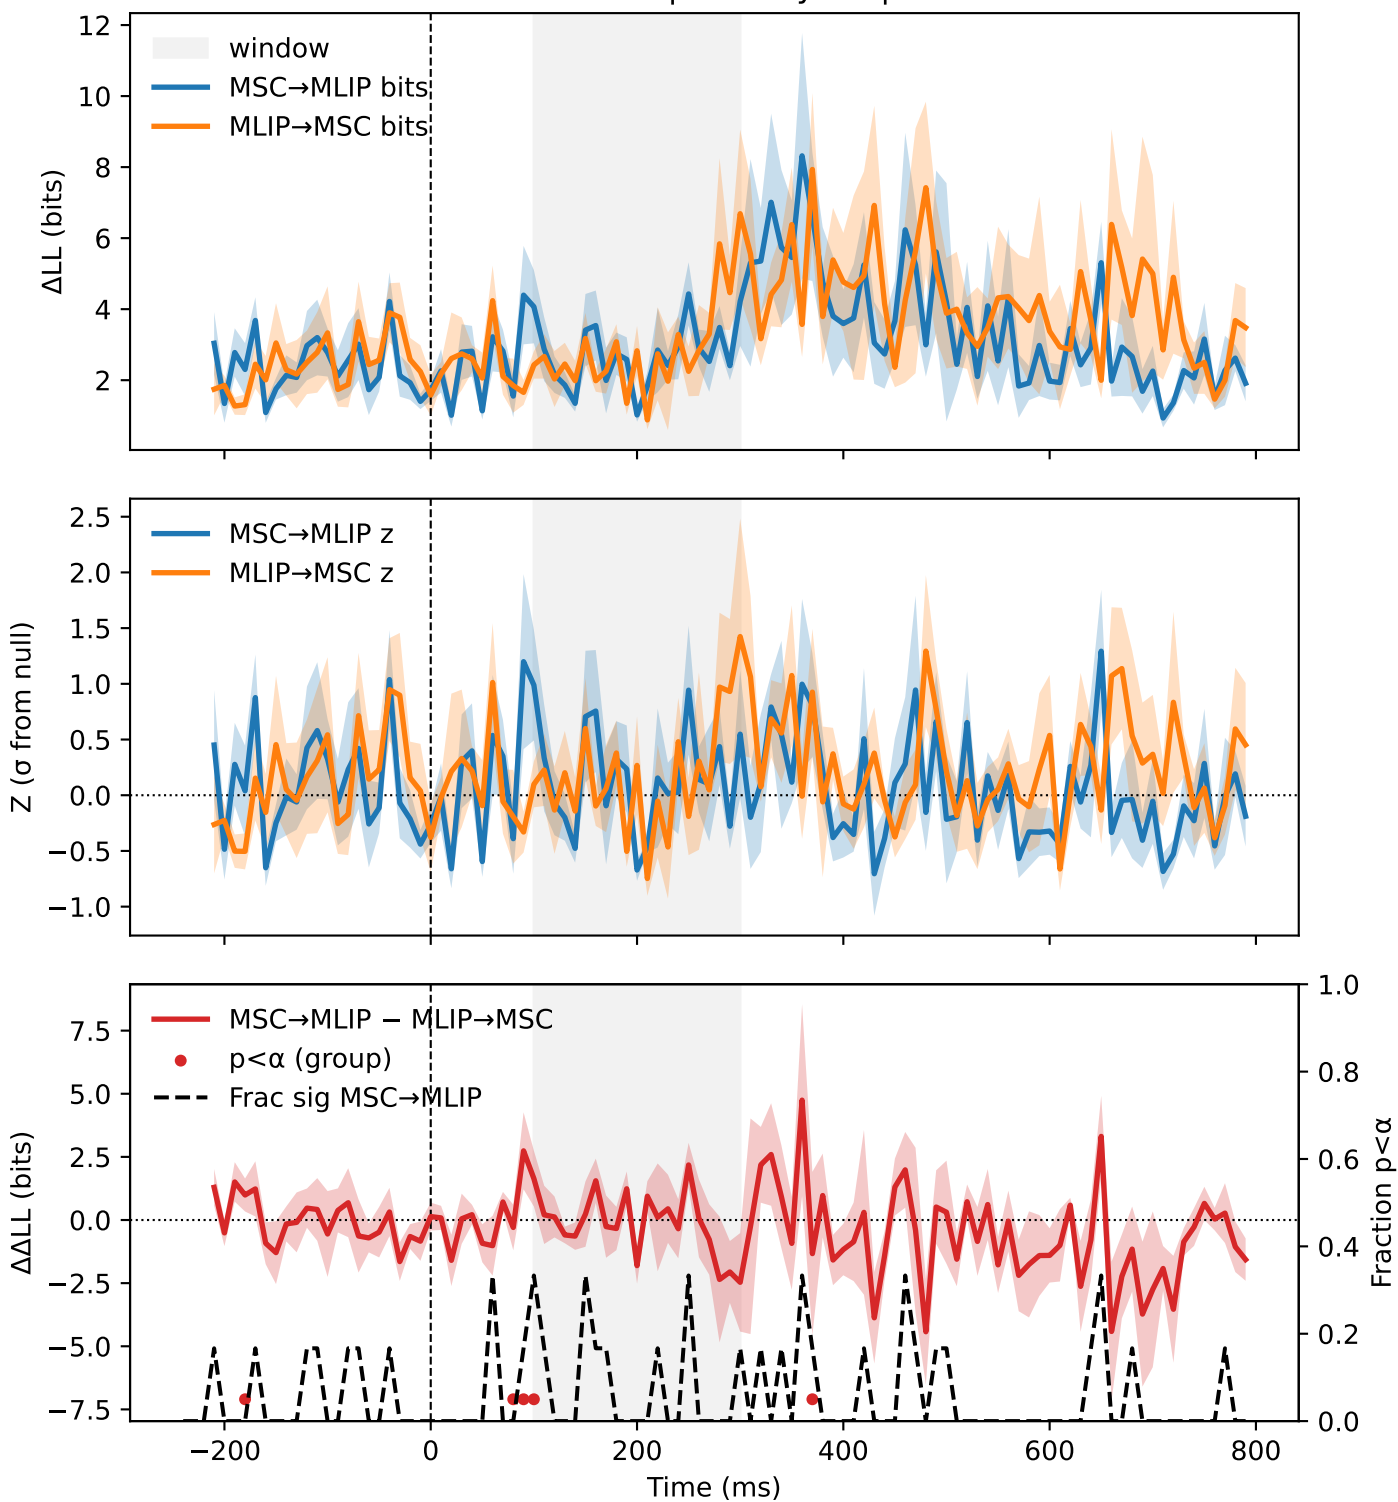 12
10
8
6
4
2
ΔLL (bits)
window
MSC→MLIP bits
MLIP→MSC bits
2.5
2.0
1.5
1.0
0.5
0.0
−0.5
−1.0
Z (σ from null)
MSC→MLIP z
MLIP→MSC z
7.5
5.0
2.5
0.0
−2.5
−5.0
−7.5
ΔΔLL (bits)
MSC→MLIP − MLIP→MSC
p<α (group)
Frac sig MSC→MLIP
1.0
0.8
0.6
0.4
0.2
0.0
Fraction p<α
−200 0 200 400 600 800
Time (ms)